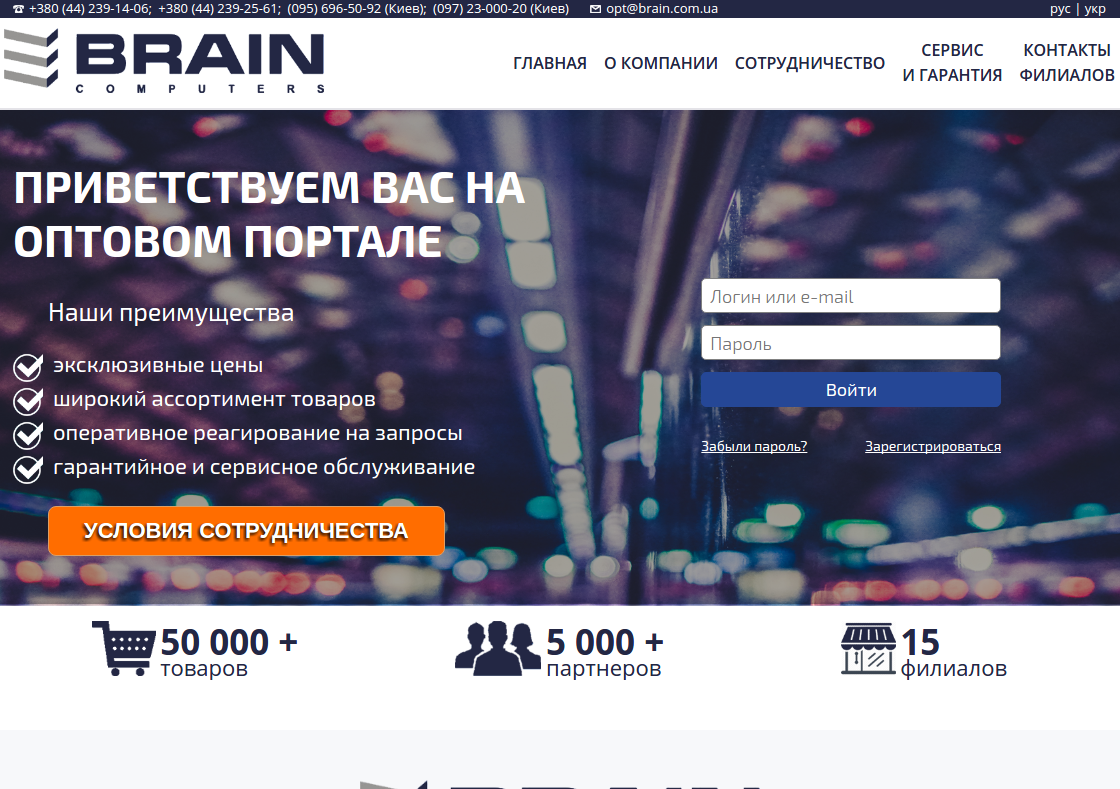 +380 (44) 239-14-06; +380 (44) 239-25-61; (095) 696-50-92 (Киев); (097) 23-000-20 (Киев) opt@brain.com.ua рус | укр
BRAIN
COMPUTERS
ГЛАВНАЯ О КОМПАНИИ СОТРУДНИЧЕСТВО
СЕРВИС
И ГАРАНТИЯ
КОНТАКТЫ
ФИЛИАЛОВ
ПРИВЕТСТВУЕМ ВАС НА
ОПТОВОМ ПОРТАЛЕ
Наши преимущества
эксклюзивные цены
широкий ассортимент товаров
оперативное реагирование на запросы
гарантийное и сервисное обслуживание
УСЛОВИЯ СОТРУДНИЧЕСТВА
Логин или e-mail
Пароль
Войти
Забыли пароль? Зарегистрироваться
50 000 +
товаров
5 000 +
партнеров
15
филиалов